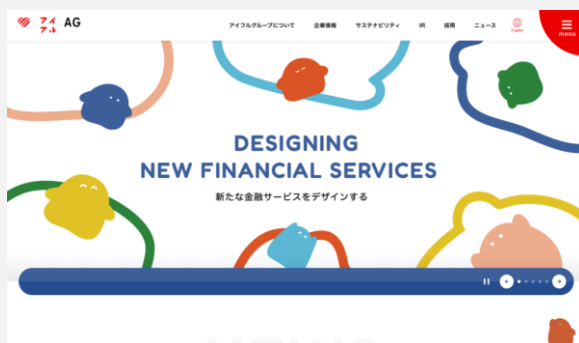 アイフル AG
アイフルグループについて 企業情報 サステナビリティ IR 採用 ニュース English
menu
DESIGNING
NEW FINANCIAL SERVICES
新たな金融サービスをデザインする
NEWS